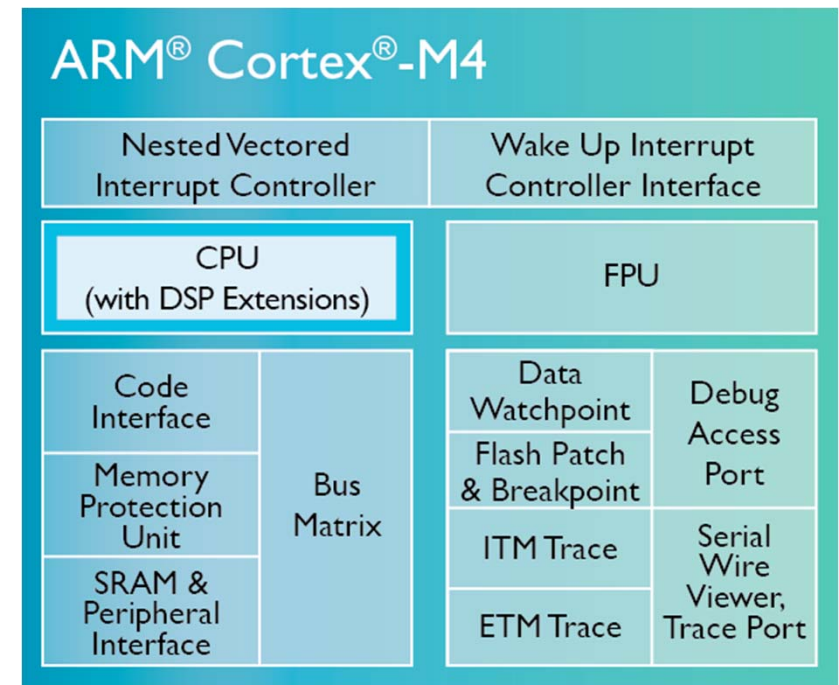 ARM® Cortex®-M4
Nested Vectored
Interrupt Controller
Wake Up Interrupt
Controller Interface
CPU
(with DSP Extensions)
FPU
Code
Interface
Memory
Protection
Unit
SRAM &
Peripheral
Interface
Bus
Matrix
Data
Watchpoint
Flash Patch
& Breakpoint
ITM Trace
ETM Trace
Debug
Access
Port
Serial
Wire
Viewer,
Trace Port